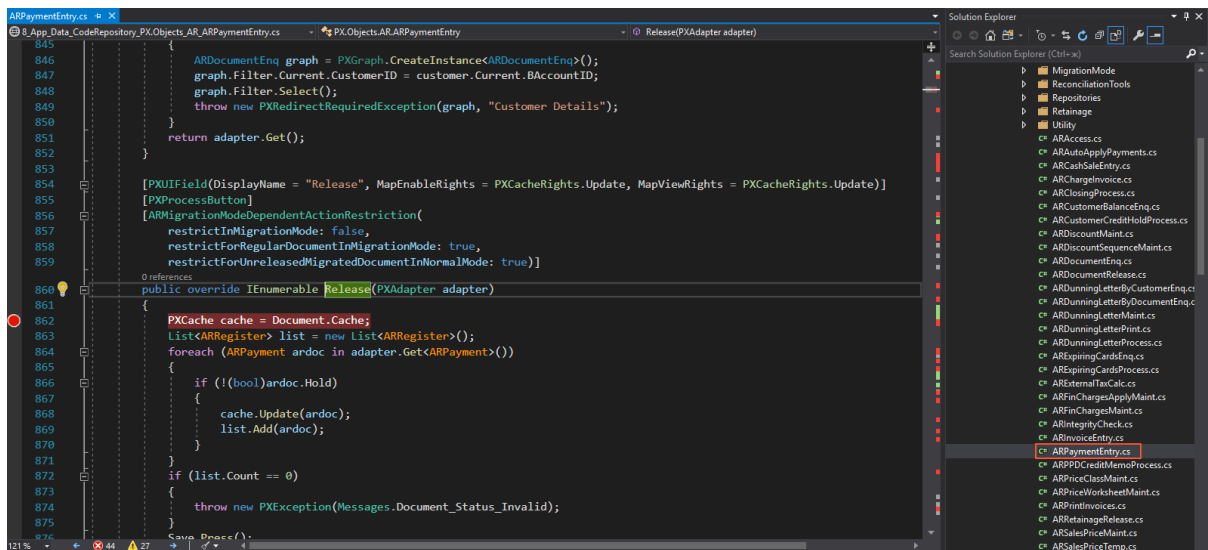 ARPaymentEntry.cs
8_App_Data_CodeRepository_PX.Objects_AR_ARPaymentEntry.cs PX.Objects.AR.ARPaymentEntry Release(PXAdapter adapter)
845 {
846 ARDocumentEnq graph = PXGraph.CreateInstance<ARDocumentEnq>();
847 graph.Filter.Current.CustomerID = customer.Current.BAccountID;
848 graph.Filter.Select();
849 throw new PXRedirectRequiredException(graph, "Customer Details");
850 }
851 return adapter.Get();
852 }
853
854 [PXUIField(DisplayName = "Release", MapEnableRights = PXCacheRights.Update, MapViewRights = PXCacheRights.Update)]
855 [PXProcessButton]
856 [ARMigrationModeDependentActionRestriction(
857 restrictInMigrationMode: false,
858 restrictForRegularDocumentInMigrationMode: true,
859 restrictForUnreleasedMigratedDocumentInNormalMode: true)]
0 references
860 public override IEnumerable Release(PXAdapter adapter)
861 {
862 PXCache cache = Document.Cache;
863 List<ARRegister> list = new List<ARRegister>();
864 foreach (ARPayment ardoc in adapter.Get<ARPayment>())
865 {
866 if (!(bool)ardoc.Hold)
867 {
868 cache.Update(ardoc);
869 list.Add(ardoc);
870 }
871 }
872 if (list.Count == 0)
873 {
874 throw new PXException(Messages.Document_Status_Invalid);
875 }
876 Save.Press();
121 % 44 27
Solution Explorer
Search Solution Explorer (Ctrl+ж)
MigrationMode
ReconciliationTools
Repositories
Retainage
Utility
C# ARAccess.cs
C# ARAutoApplyPayments.cs
C# ARCashSaleEntry.cs
C# ARChargeInvoice.cs
C# ARClosingProcess.cs
C# ARCustomerBalanceEnq.cs
C# ARCustomerCreditHoldProcess.cs
C# ARDiscountMaint.cs
C# ARDiscountSequenceMaint.cs
C# ARDocumentEnq.cs
C# ARDocumentRelease.cs
C# ARDunningLetterByCustomerEnq.cs
C# ARDunningLetterByDocumentEnq.c
C# ARDunningLetterMaint.cs
C# ARDunningLetterPrint.cs
C# ARDunningLetterProcess.cs
C# ARExpiringCardsEnq.cs
C# ARExpiringCardsProcess.cs
C# ARExternalTaxCalc.cs
C# ARFinChargesApplyMaint.cs
C# ARFinChargesMaint.cs
C# ARIntegrityCheck.cs
C# ARInvoiceEntry.cs
C# ARPaymentEntry.cs
C# ARPPDCreditMemoProcess.cs
C# ARPriceClassMaint.cs
C# ARPriceWorksheetMaint.cs
C# ARPrintInvoices.cs
C# ARRetainageRelease.cs
C# ARSalesPriceMaint.cs
C# ARSalesPriceTemp.cs